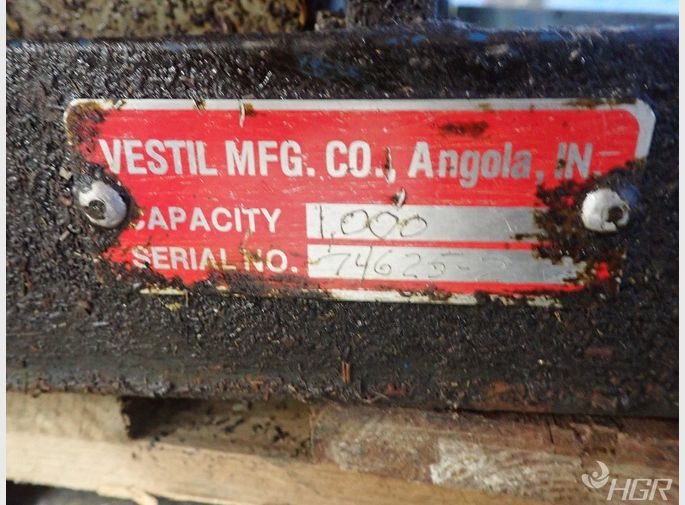 VESTIL MFG. CO., Angola, IN.
CAPACITY 1,000
SERIAL NO. 74625-2
HGR